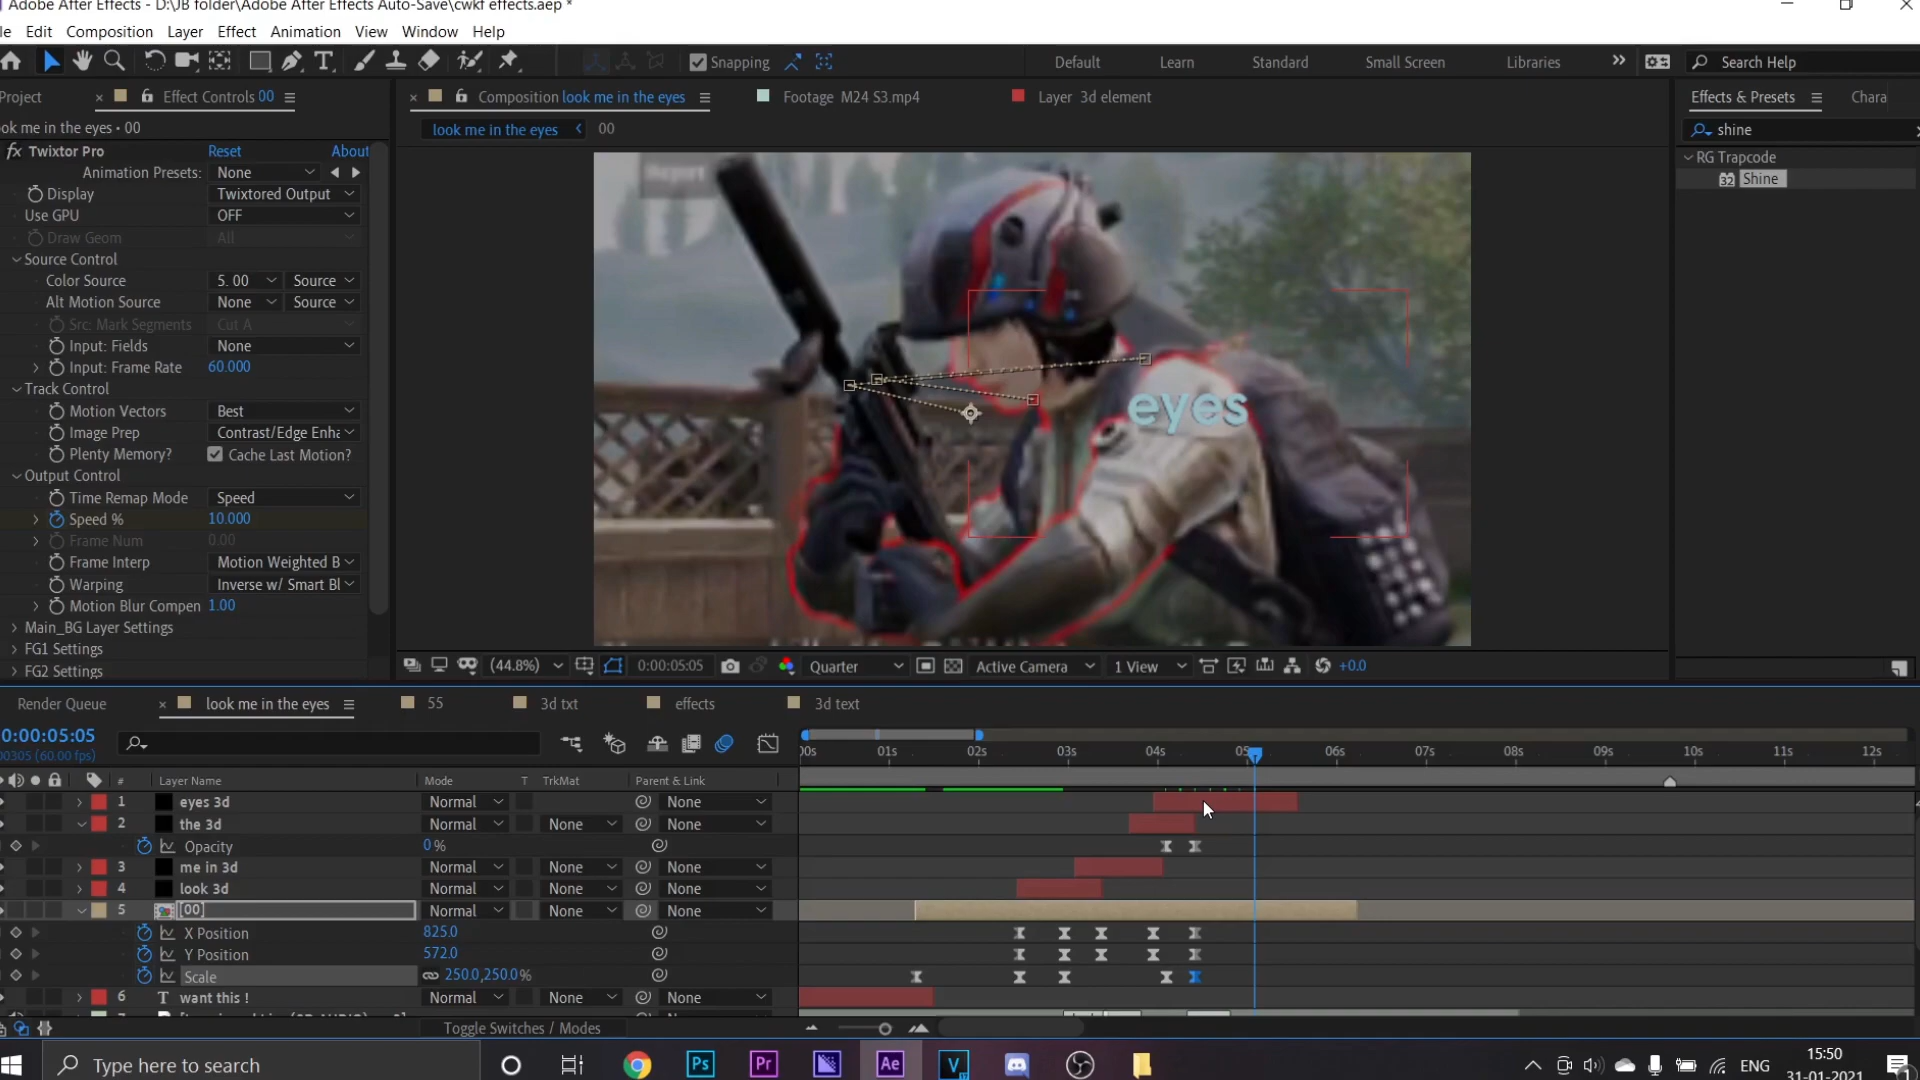 Adobe After Effects - D:\JB folder\Adobe After Effects Auto-Save\cwkf effects.aep *
le Edit Composition Layer Effect Animation View Window Help
Snapping
Default Learn Standard Small Screen Libraries
Search Help
Project
Effect Controls 00
Composition look me in the eyes
Footage M24 S3.mp4
Layer 3d element
Effects & Presets
Chara
ok me in the eyes • 00
look me in the eyes
00
shine
fx Twixtor Pro Reset About
RG Trapcode
Animation Presets: None
32 Shine
Display Twixtored Output
Use GPU OFF
Draw Geom All
Source Control
Color Source 5. 00 Source
Alt Motion Source None Source
Src: Mark Segments Cut A
Input: Fields None
Input: Frame Rate 60.000
Track Control
Motion Vectors Best
Image Prep Contrast/Edge Enha
Plenty Memory? Cache Last Motion?
Output Control
Time Remap Mode Speed
Speed % 10.000
Frame Num 0.00
Frame Interp Motion Weighted B
Warping Inverse w/ Smart Bl
Motion Blur Compen 1.00
Main_BG Layer Settings
FG1 Settings
FG2 Settings
Report
eyes
(44.8%) 0:00:05:05 Quarter Active Camera 1 View +0.0
Render Queue look me in the eyes 55 3d txt effects 3d text
0:00:05:05
00305 (60.00 fps)
00s 01s 02s 03s 04s 05 06s 07s 08s 09s 10s 11s 12s
# Layer Name Mode T TrkMat Parent & Link
1 eyes 3d Normal None
2 the 3d Normal None None
Opacity 0 %
3 me in 3d Normal None None
4 look 3d Normal None None
5 [00] Normal None None
X Position 825.0
Y Position 572.0
Scale 250.0,250.0 %
6 T want this ! Normal None None
Toggle Switches / Modes
Type here to search
Ps Pr Ae V
ENG
15:50
31-01-2021
1